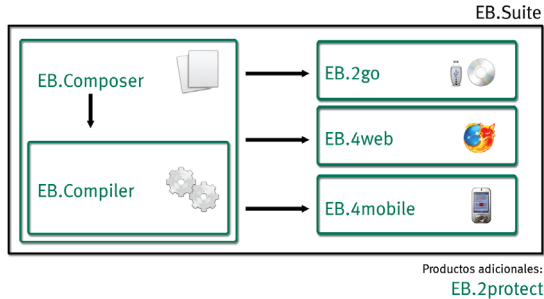 EB.Suite
EB.Composer
EB.Compiler
EB.2go
EB.4web
EB.4mobile
Productos adicionales:
EB.2protect